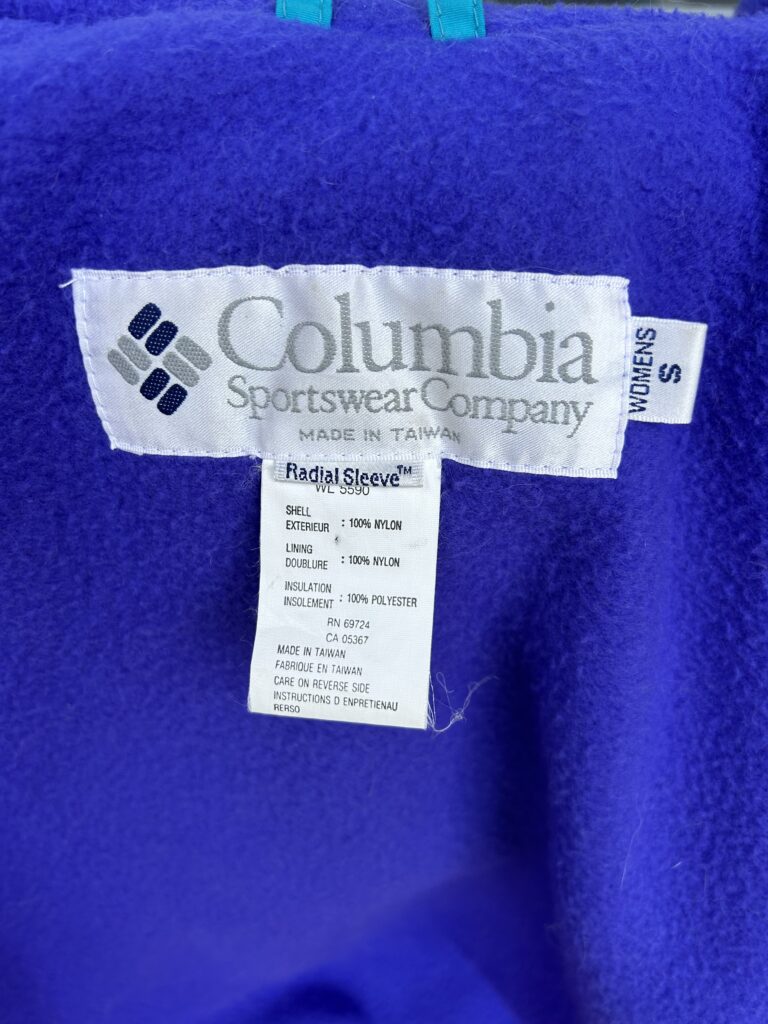 Columbia
Sportswear Company
MADE IN TAIWAN
WOMENS
S
Radial Sleeve™
WL 5590
SHELL
EXTERIEUR : 100% NYLON
LINING
DOUBLURE : 100% NYLON
INSULATION
INSOLEMENT : 100% POLYESTER
RN 69724
CA 05367
MADE IN TAIWAN
FABRIQUE EN TAIWAN
CARE ON REVERSE SIDE
INSTRUCTIONS D ENPRETIENAU
RERSO